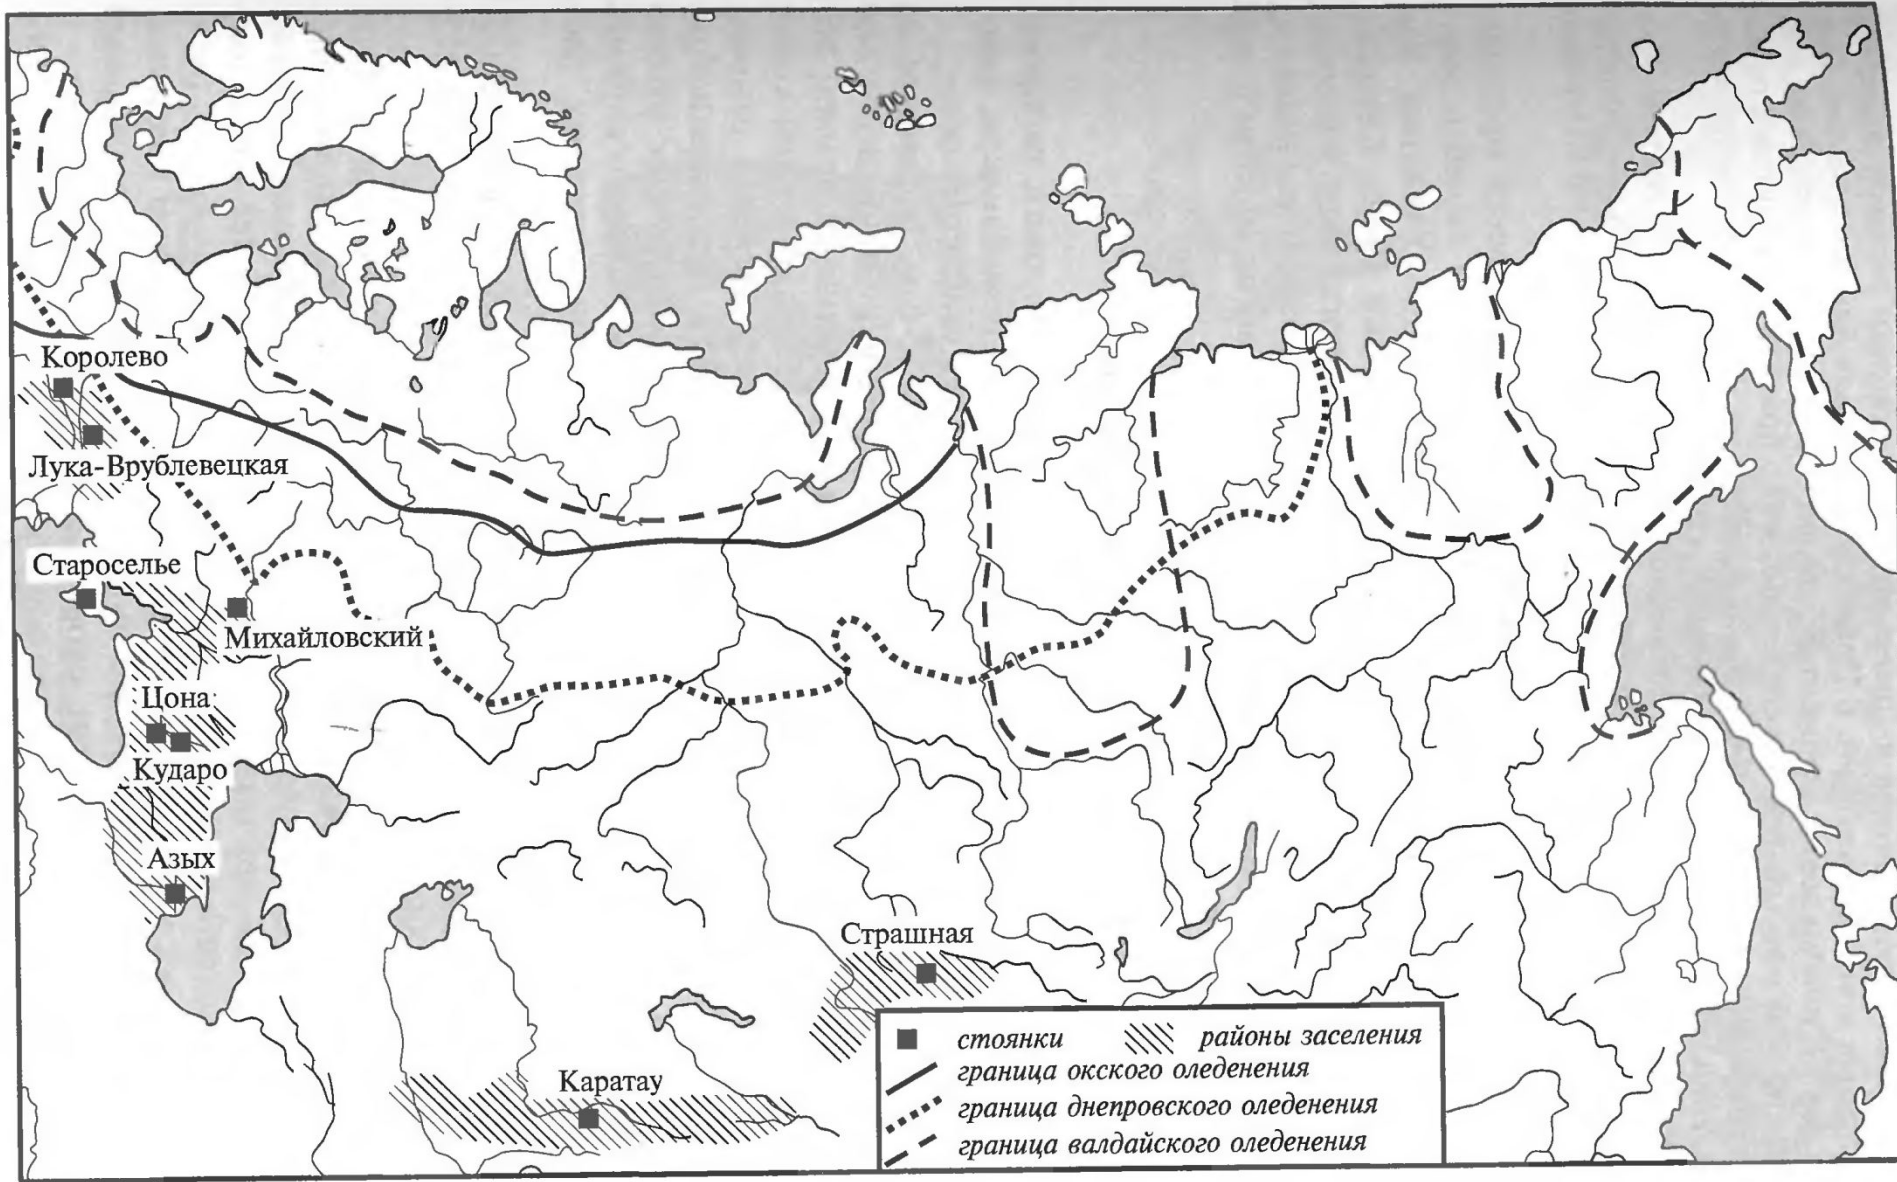 Королево
Лука-Врублевецкая
Староселье
Михайловский
Цона
Кударо
Азых
Страшная
Каратау
стоянки
районы заселения
граница окского оледенения
граница днепровского оледенения
граница валдайского оледенения